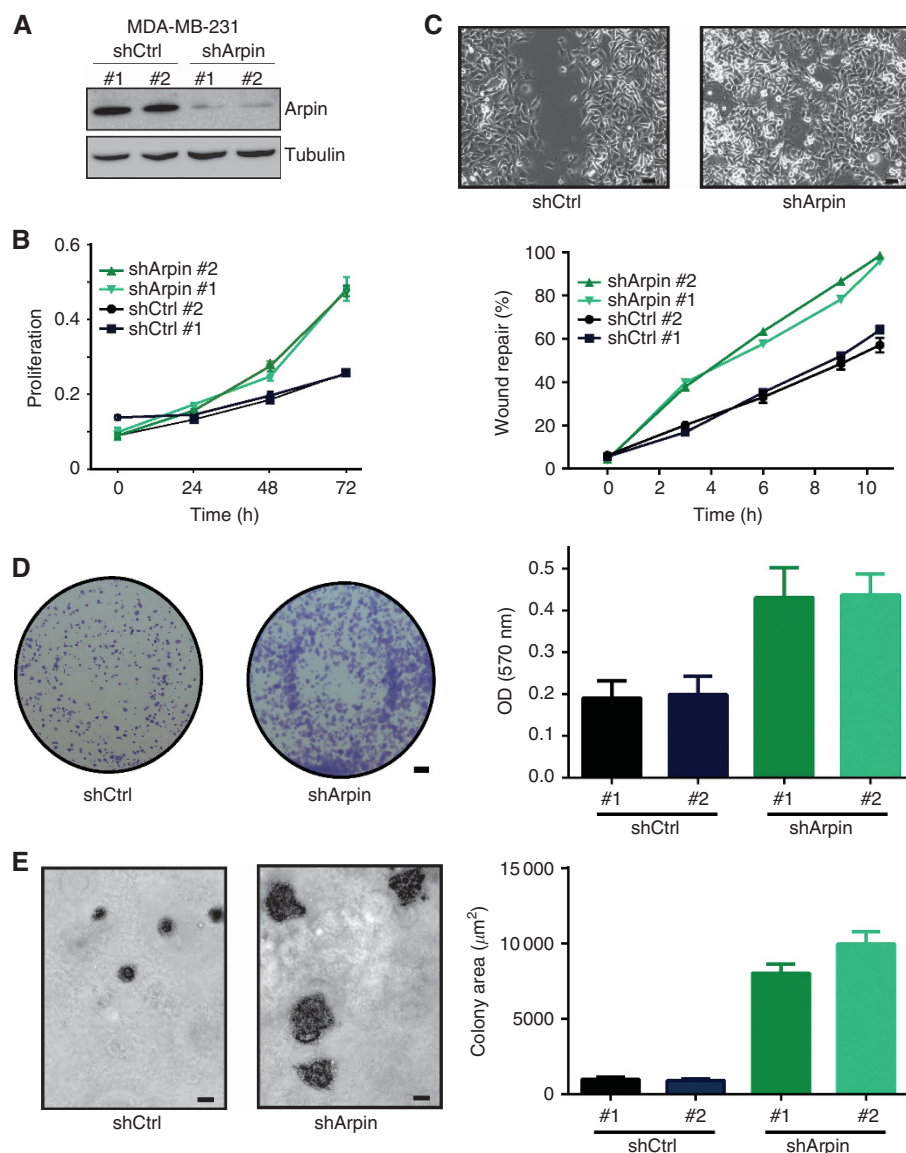 A
MDA-MB-231
shCtrl shArpin
#1 #2 #1 #2
Arpin
Tubulin
B
0.6
0.4
0.2
0
Proliferation
shArpin #2
shArpin #1
shCtrl #2
shCtrl #1
0 24 48 72
Time (h)
C
shCtrl shArpin
100
80
60
40
20
0
Wound repair (%)
shArpin #2
shArpin #1
shCtrl #2
shCtrl #1
0 2 4 6 8 10
Time (h)
D
shCtrl shArpin
0.5
0.4
0.3
0.2
0.1
0.0
OD (570 nm)
#1 #2 #1 #2
shCtrl shArpin
E
shCtrl shArpin
15 000
10 000
5000
0
Colony area (μm²)
#1 #2 #1 #2
shCtrl shArpin